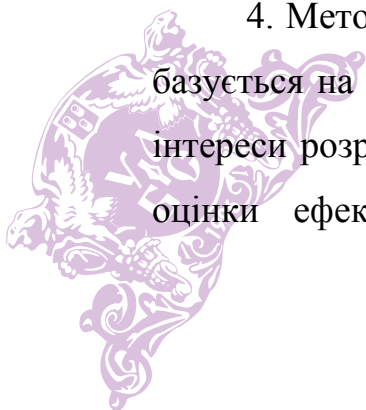 4. Мето
базується на
інтереси розр
оцінки ефек